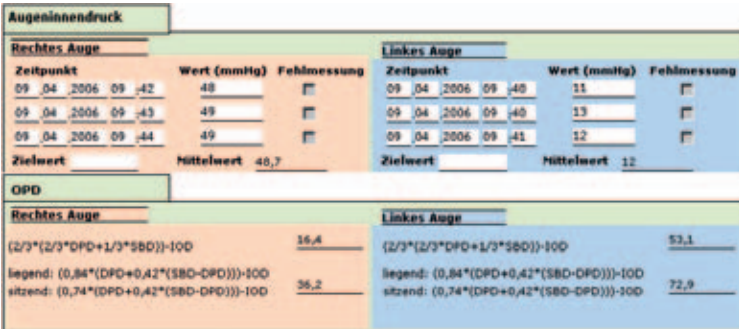 Augeninnendruck
Rechtes Auge
Zeitpunkt Wert (mmHg) Fehlmessung
09 .04 .2006 09 :42 48
09 .04 .2006 09 :43 49
09 .04 .2006 09 :44 49
Zielwert Mittelwert 48,7
Linkes Auge
Zeitpunkt Wert (mmHg) Fehlmessung
09 .04 .2006 09 :40 11
09 .04 .2006 09 :40 13
09 .04 .2006 09 :41 12
Zielwert Mittelwert 12
OPD
Rechtes Auge
(2/3*(2/3*DPD+1/3*SBD))-IOD 16,4
liegend: (0,84*(DPD+0,42*(SBD-DPD)))-IOD
sitzend: (0,74*(DPD+0,42*(SBD-DPD)))-IOD 36,2
Linkes Auge
(2/3*(2/3*DPD+1/3*SBD))-IOD 53,1
liegend: (0,84*(DPD+0,42*(SBD-DPD)))-IOD
sitzend: (0,74*(DPD+0,42*(SBD-DPD)))-IOD 72,9